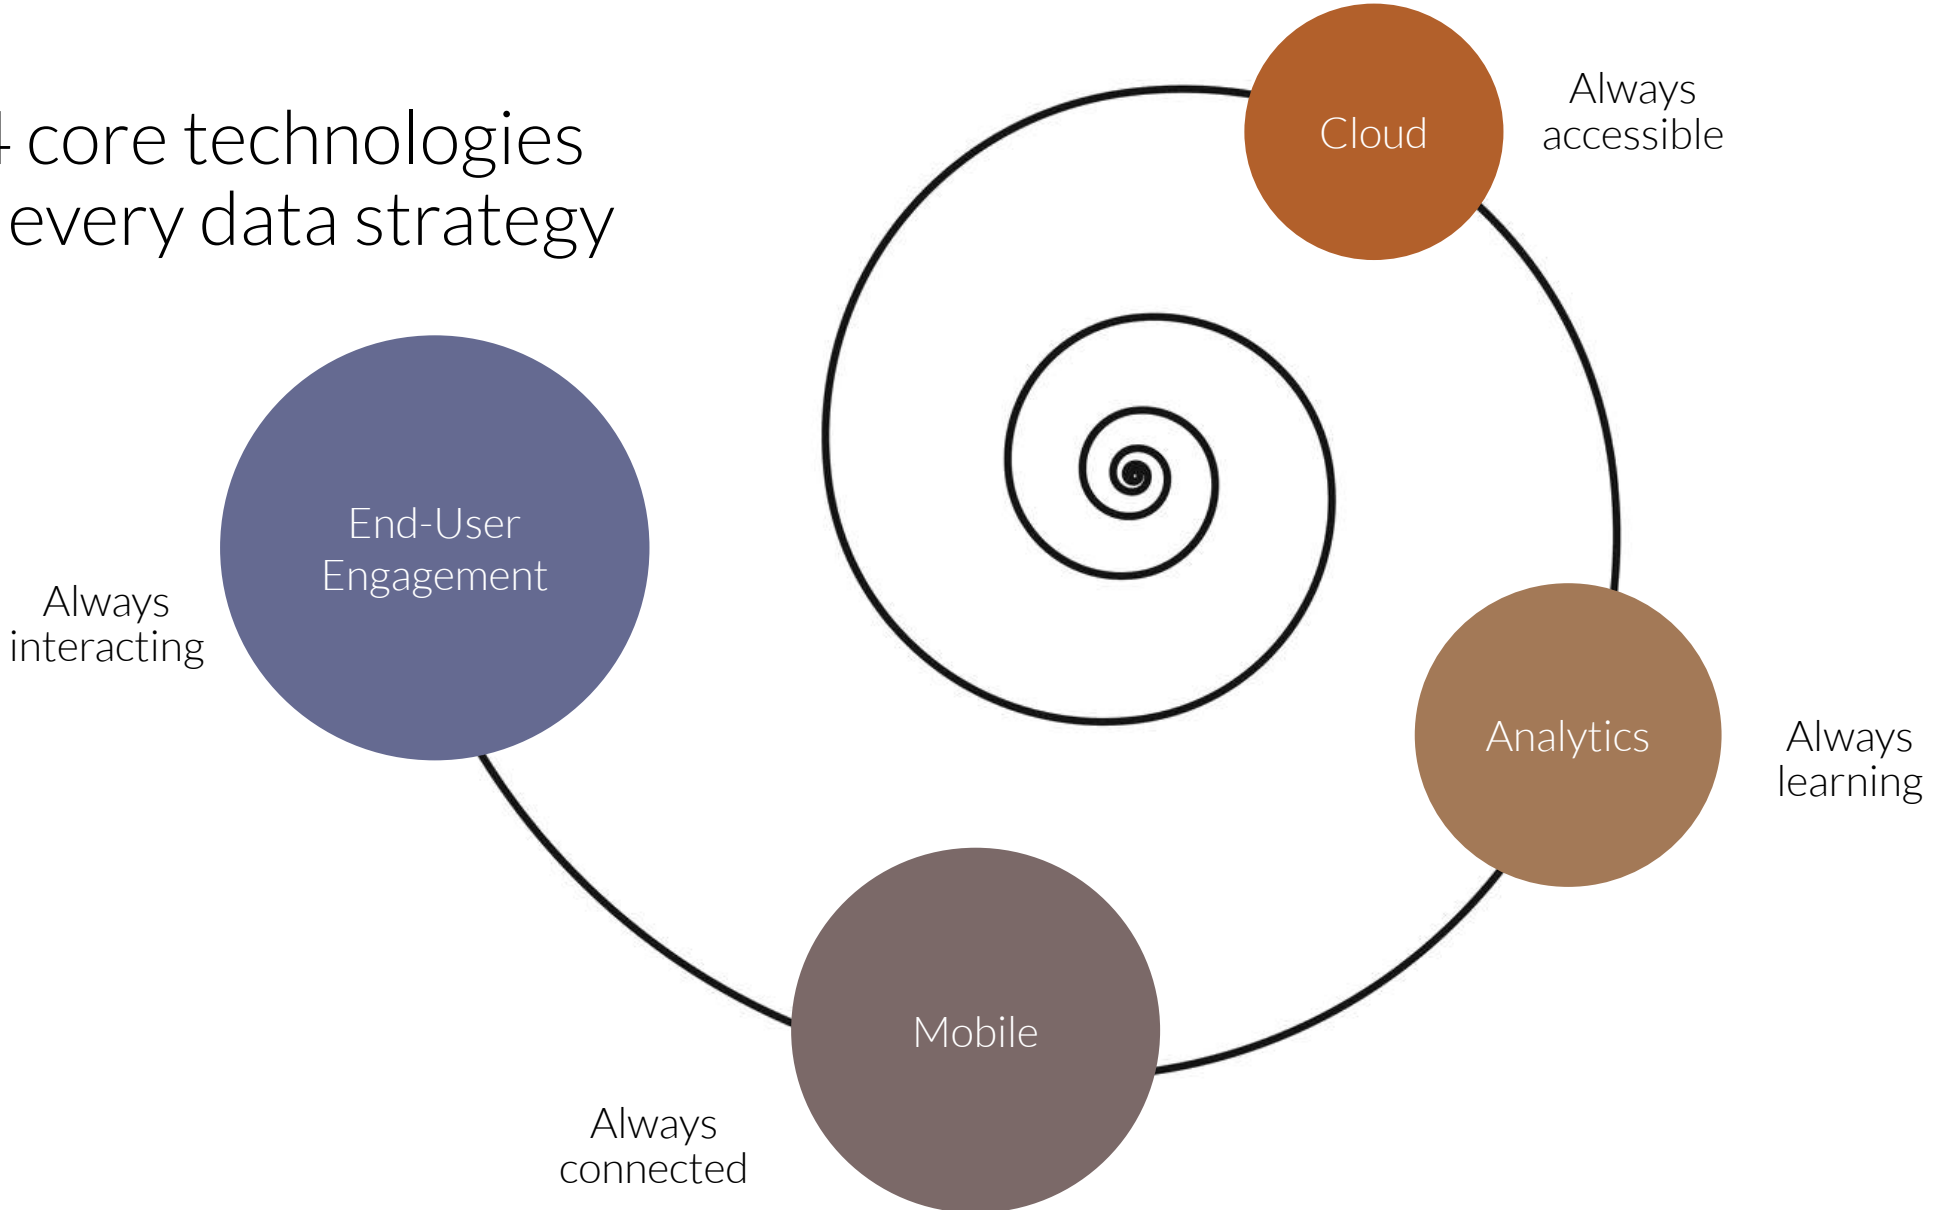 4 core technologies
every data strategy
Cloud
Always
accessible
End-User
Engagement
Always
interacting
Analytics
Always
learning
Mobile
Always
connected